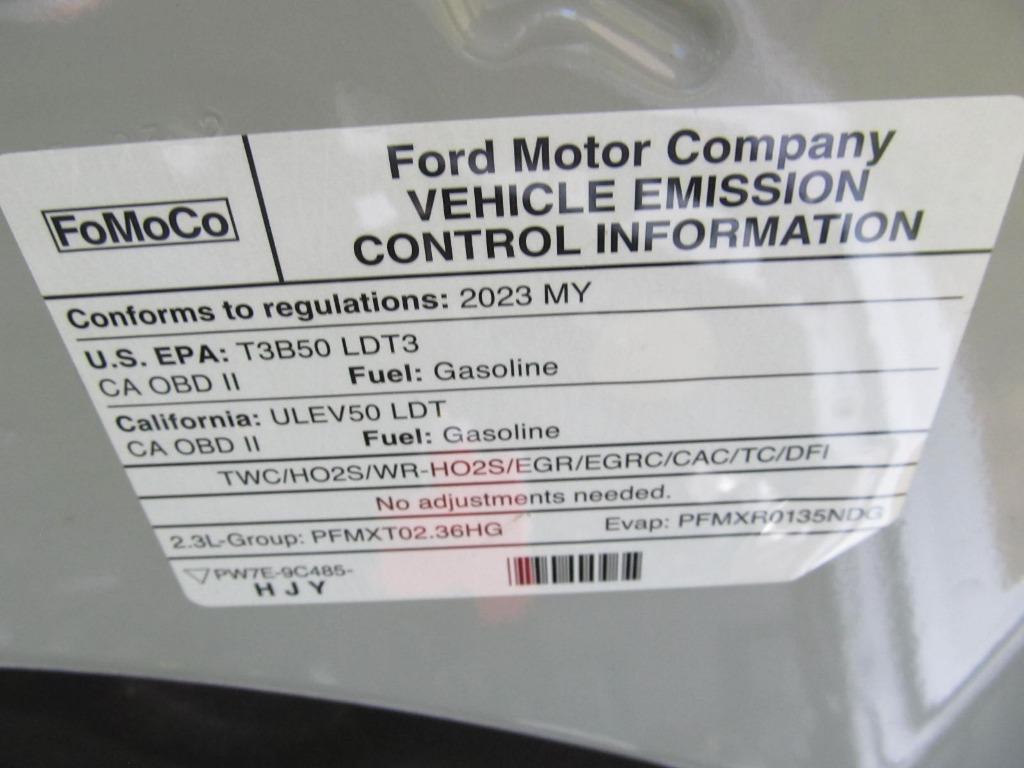 FoMoCo
Ford Motor Company
VEHICLE EMISSION
CONTROL INFORMATION
Conforms to regulations: 2023 MY
U.S. EPA: T3B50 LDT3
CA OBD II Fuel: Gasoline
California: ULEV50 LDT
CA OBD II Fuel: Gasoline
TWC/HO2S/WR-HO2S/EGR/EGRC/CAC/TC/DFI
No adjustments needed.
2.3L-Group: PFMXT02.36HG Evap: PFMXR0135NDG
PW7E-9C485-
H J Y